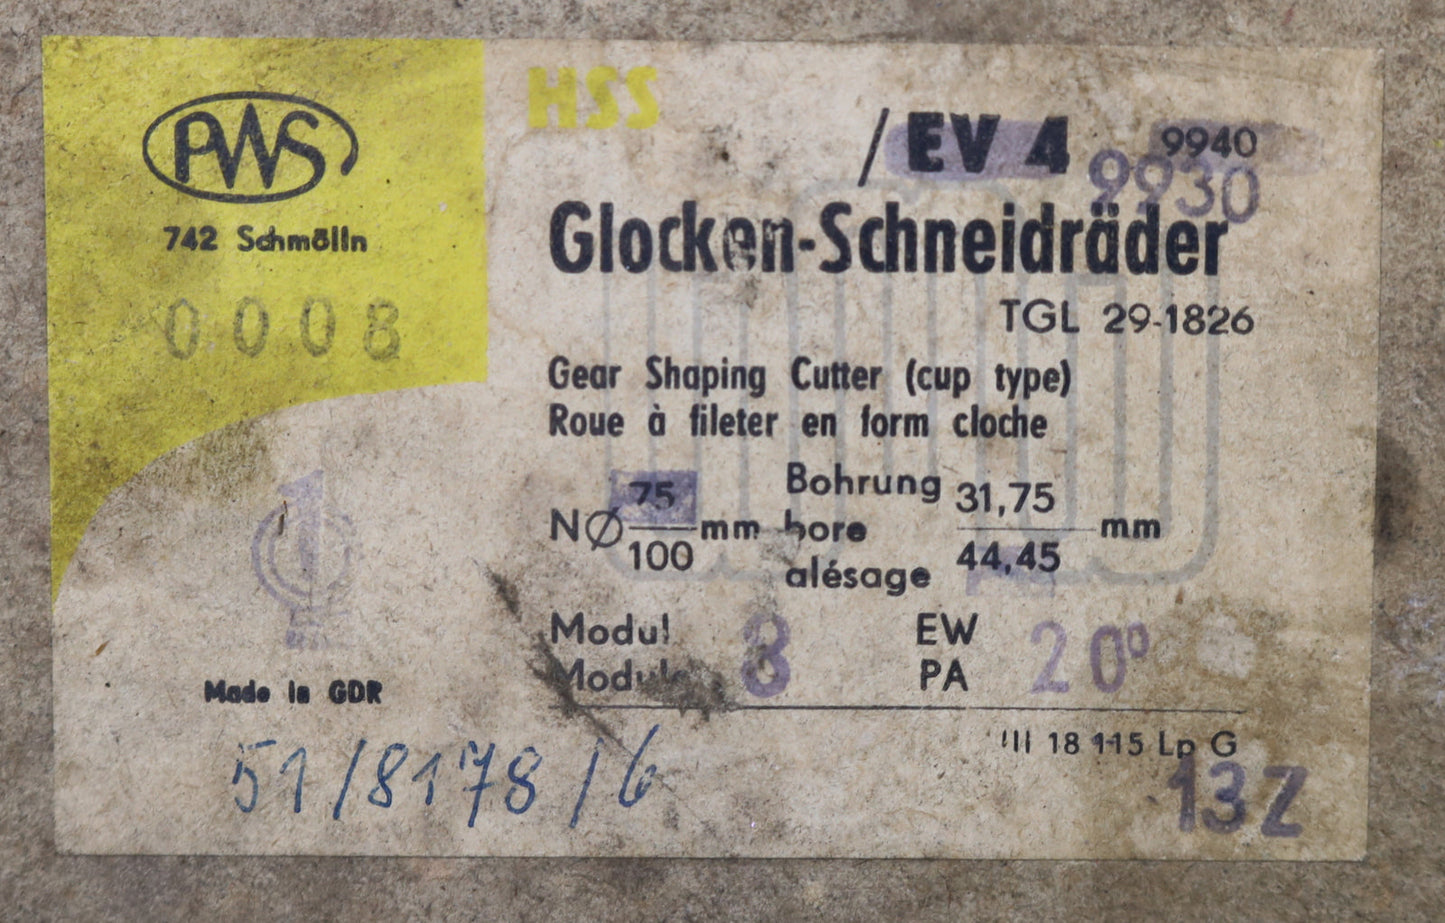 PWS
742 Schmölln
0008
HSS
/EV 4 9940
9930
Glocken-Schneidräder
TGL 29-1826
Gear Shaping Cutter (cup type)
Roue à fileter en form cloche
N∅ 75/100 mm
Bohrung
bore
alésage
31,75/44,45 mm
Modul
Module
8
EW
PA
20°
Made in GDR
III 18 115 Lp G
51/8178/6
13Z